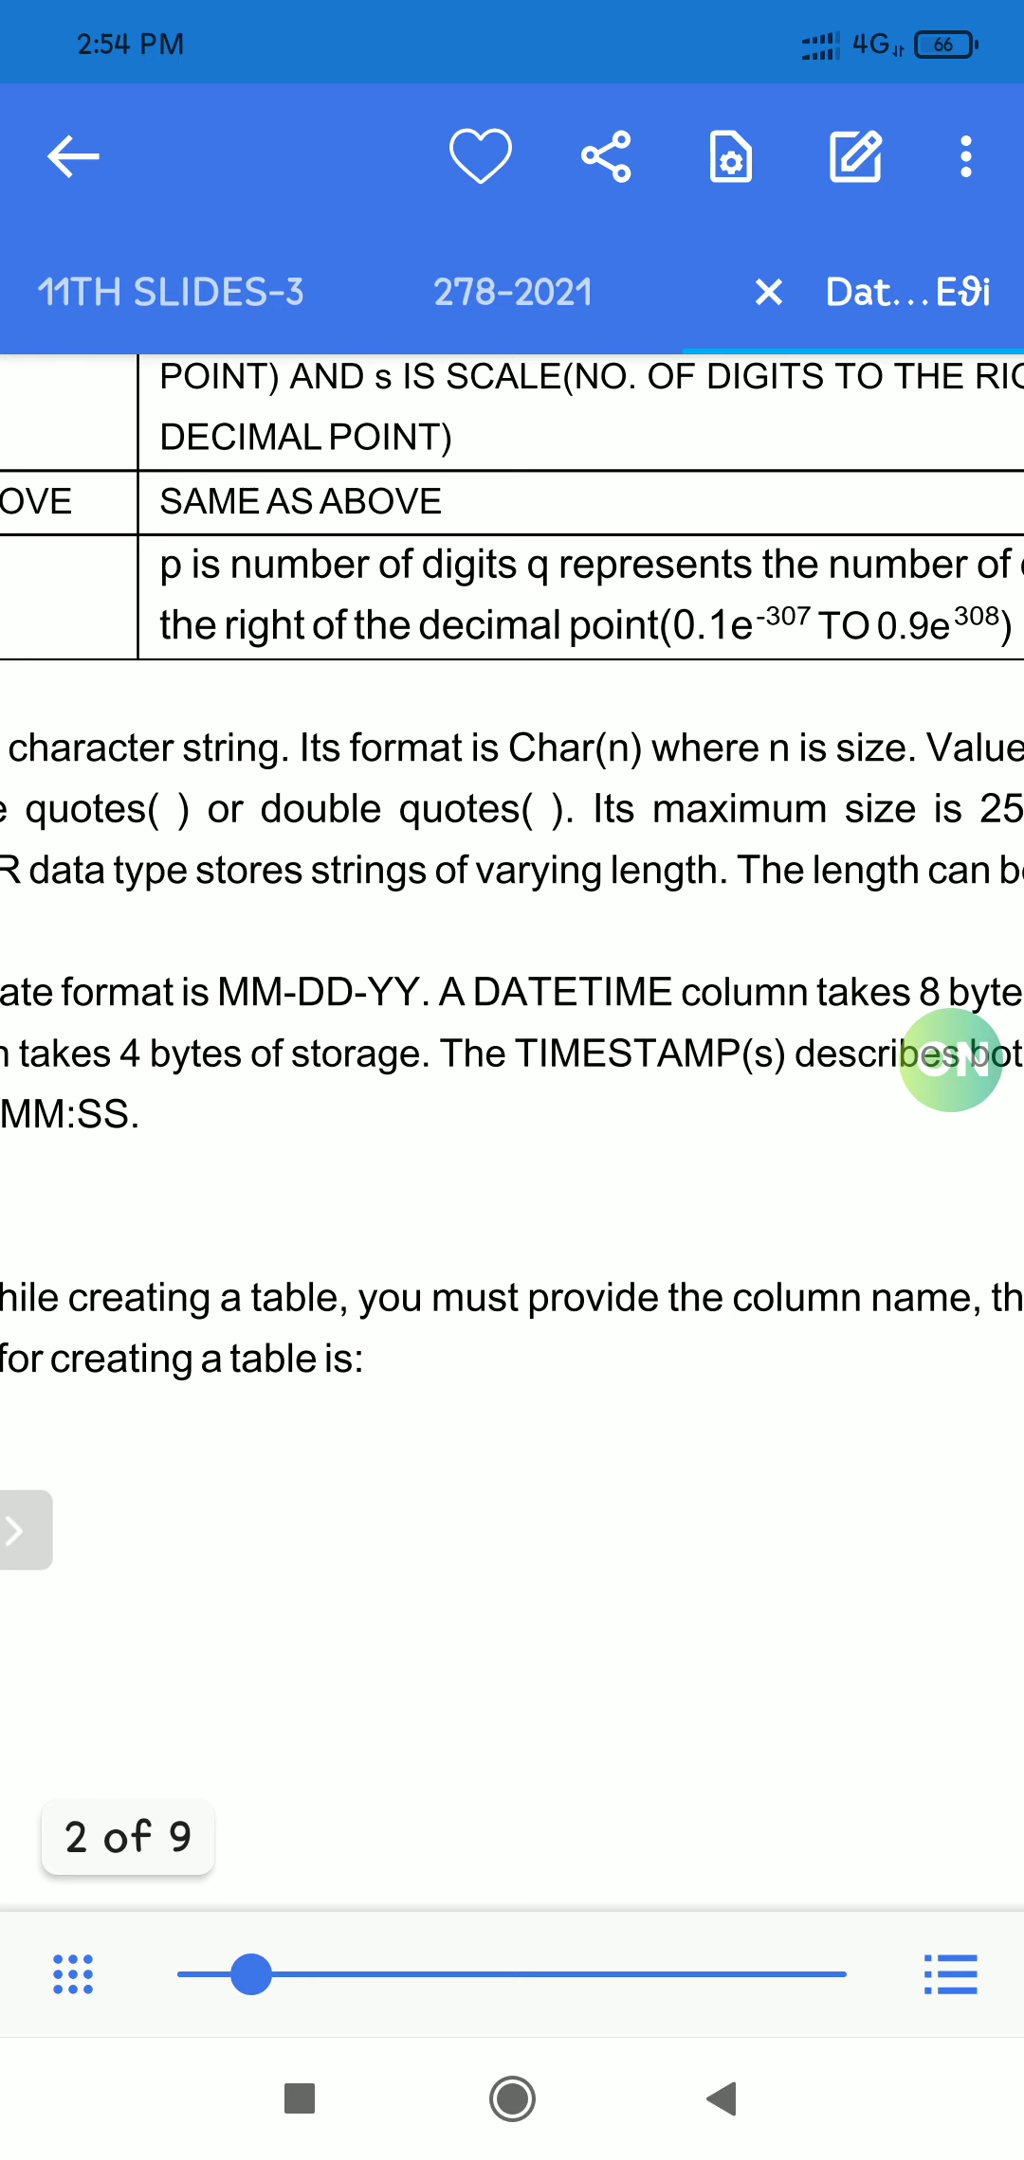 2:54 PM
4G 66
11TH SLIDES-3 278-2021 Dat...Eϑi
POINT) AND s IS SCALE(NO. OF DIGITS TO THE
DECIMAL POINT)
OVE SAME AS ABOVE
p is number of digits q represents the number of
the right of the decimal point(0.1e-307 TO 0.9e308)
character string. Its format is Char(n) where n is size. Value
quotes( ) or double quotes( ). Its maximum size is 25
R data type stores strings of varying length. The length can b
ate format is MM-DD-YY. A DATETIME column takes 8 byte
takes 4 bytes of storage. The TIMESTAMP(s) describes bot
ON
MM:SS.
hile creating a table, you must provide the column name, th
for creating a table is:
2 of 9